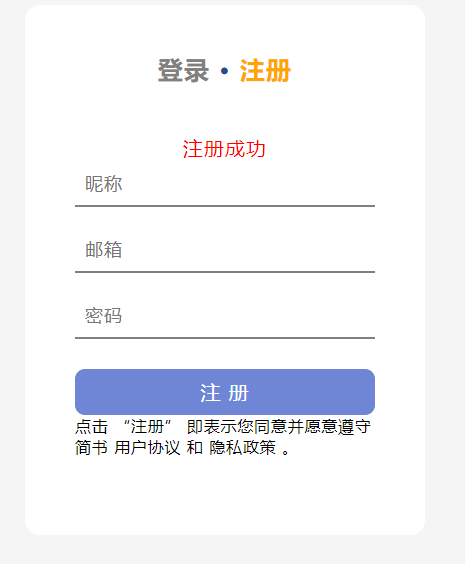 登录 · 注册
注册成功
昵称
邮箱
密码
注 册
点击 “注册” 即表示您同意并愿意遵守
简书 用户协议 和 隐私政策 。